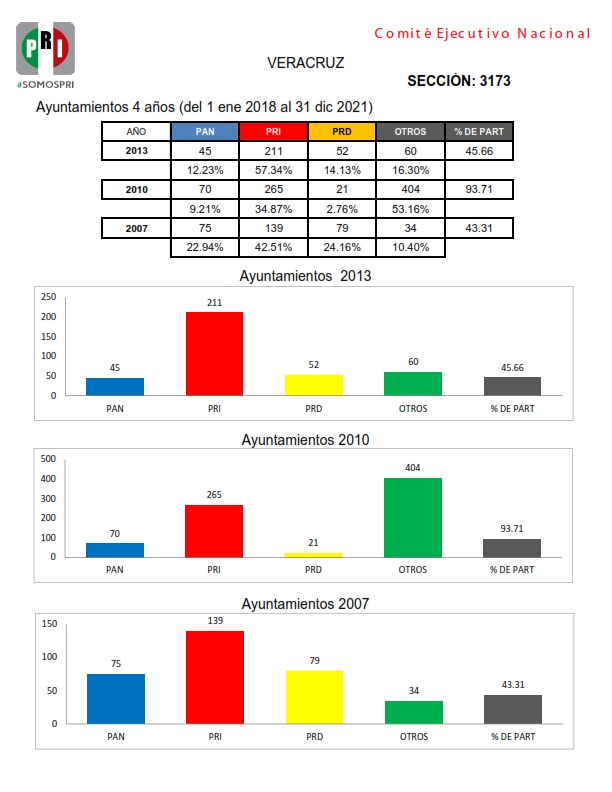 Comité Ejecutivo Nacional
PRI
#SOMOSPRI
VERACRUZ
SECCIÓN: 3173
Ayuntamientos 4 años (del 1 ene 2018 al 31 dic 2021)
AÑO PAN PRI PRD OTROS % DE PART
2013 45 211 52 60 45.66
12.23% 57.34% 14.13% 16.30%
2010 70 265 21 404 93.71
9.21% 34.87% 2.76% 53.16%
2007 75 139 79 34 43.31
22.94% 42.51% 24.16% 10.40%
Ayuntamientos 2013
250
200
150
100
50
0
45 211 52 60 45.66
PAN PRI PRD OTROS % DE PART
Ayuntamientos 2010
500
400
300
200
100
0
70 265 21 404 93.71
PAN PRI PRD OTROS % DE PART
Ayuntamientos 2007
150
100
50
0
75 139 79 34 43.31
PAN PRI PRD OTROS % DE PART